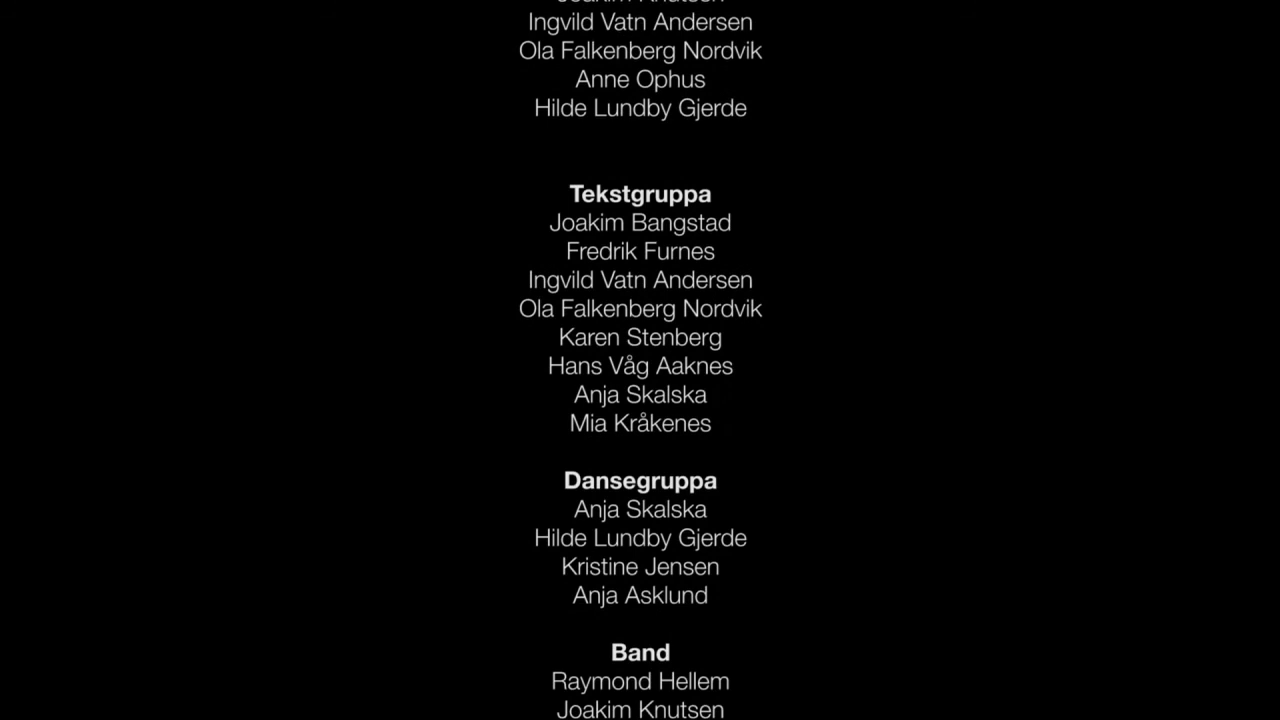 Ingvild Vatn Andersen
Ola Falkenberg Nordvik
Anne Ophus
Hilde Lundby Gjerde
Tekstgruppa
Joakim Bangstad
Fredrik Furnes
Ingvild Vatn Andersen
Ola Falkenberg Nordvik
Karen Stenberg
Hans Våg Aaknes
Anja Skalska
Mia Kråkenes
Dansegruppa
Anja Skalska
Hilde Lundby Gjerde
Kristine Jensen
Anja Asklund
Band
Raymond Hellem
Joakim Knutsen